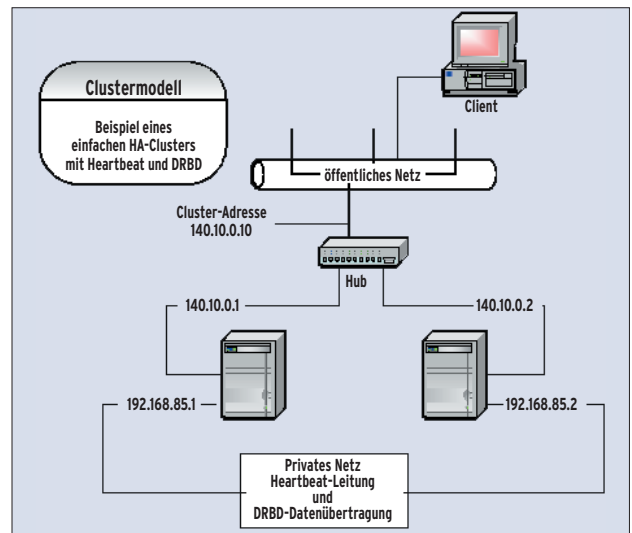 Clustermodell
Beispiel eines
einfachen HA-Clusters
mit Heartbeat und DRBD
Client
öffentliches Netz
Cluster-Adresse
140.10.0.10
Hub
140.10.0.1
140.10.0.2
192.168.85.1
192.168.85.2
Privates Netz
Heartbeat-Leitung
und
DRBD-Datenübertragung